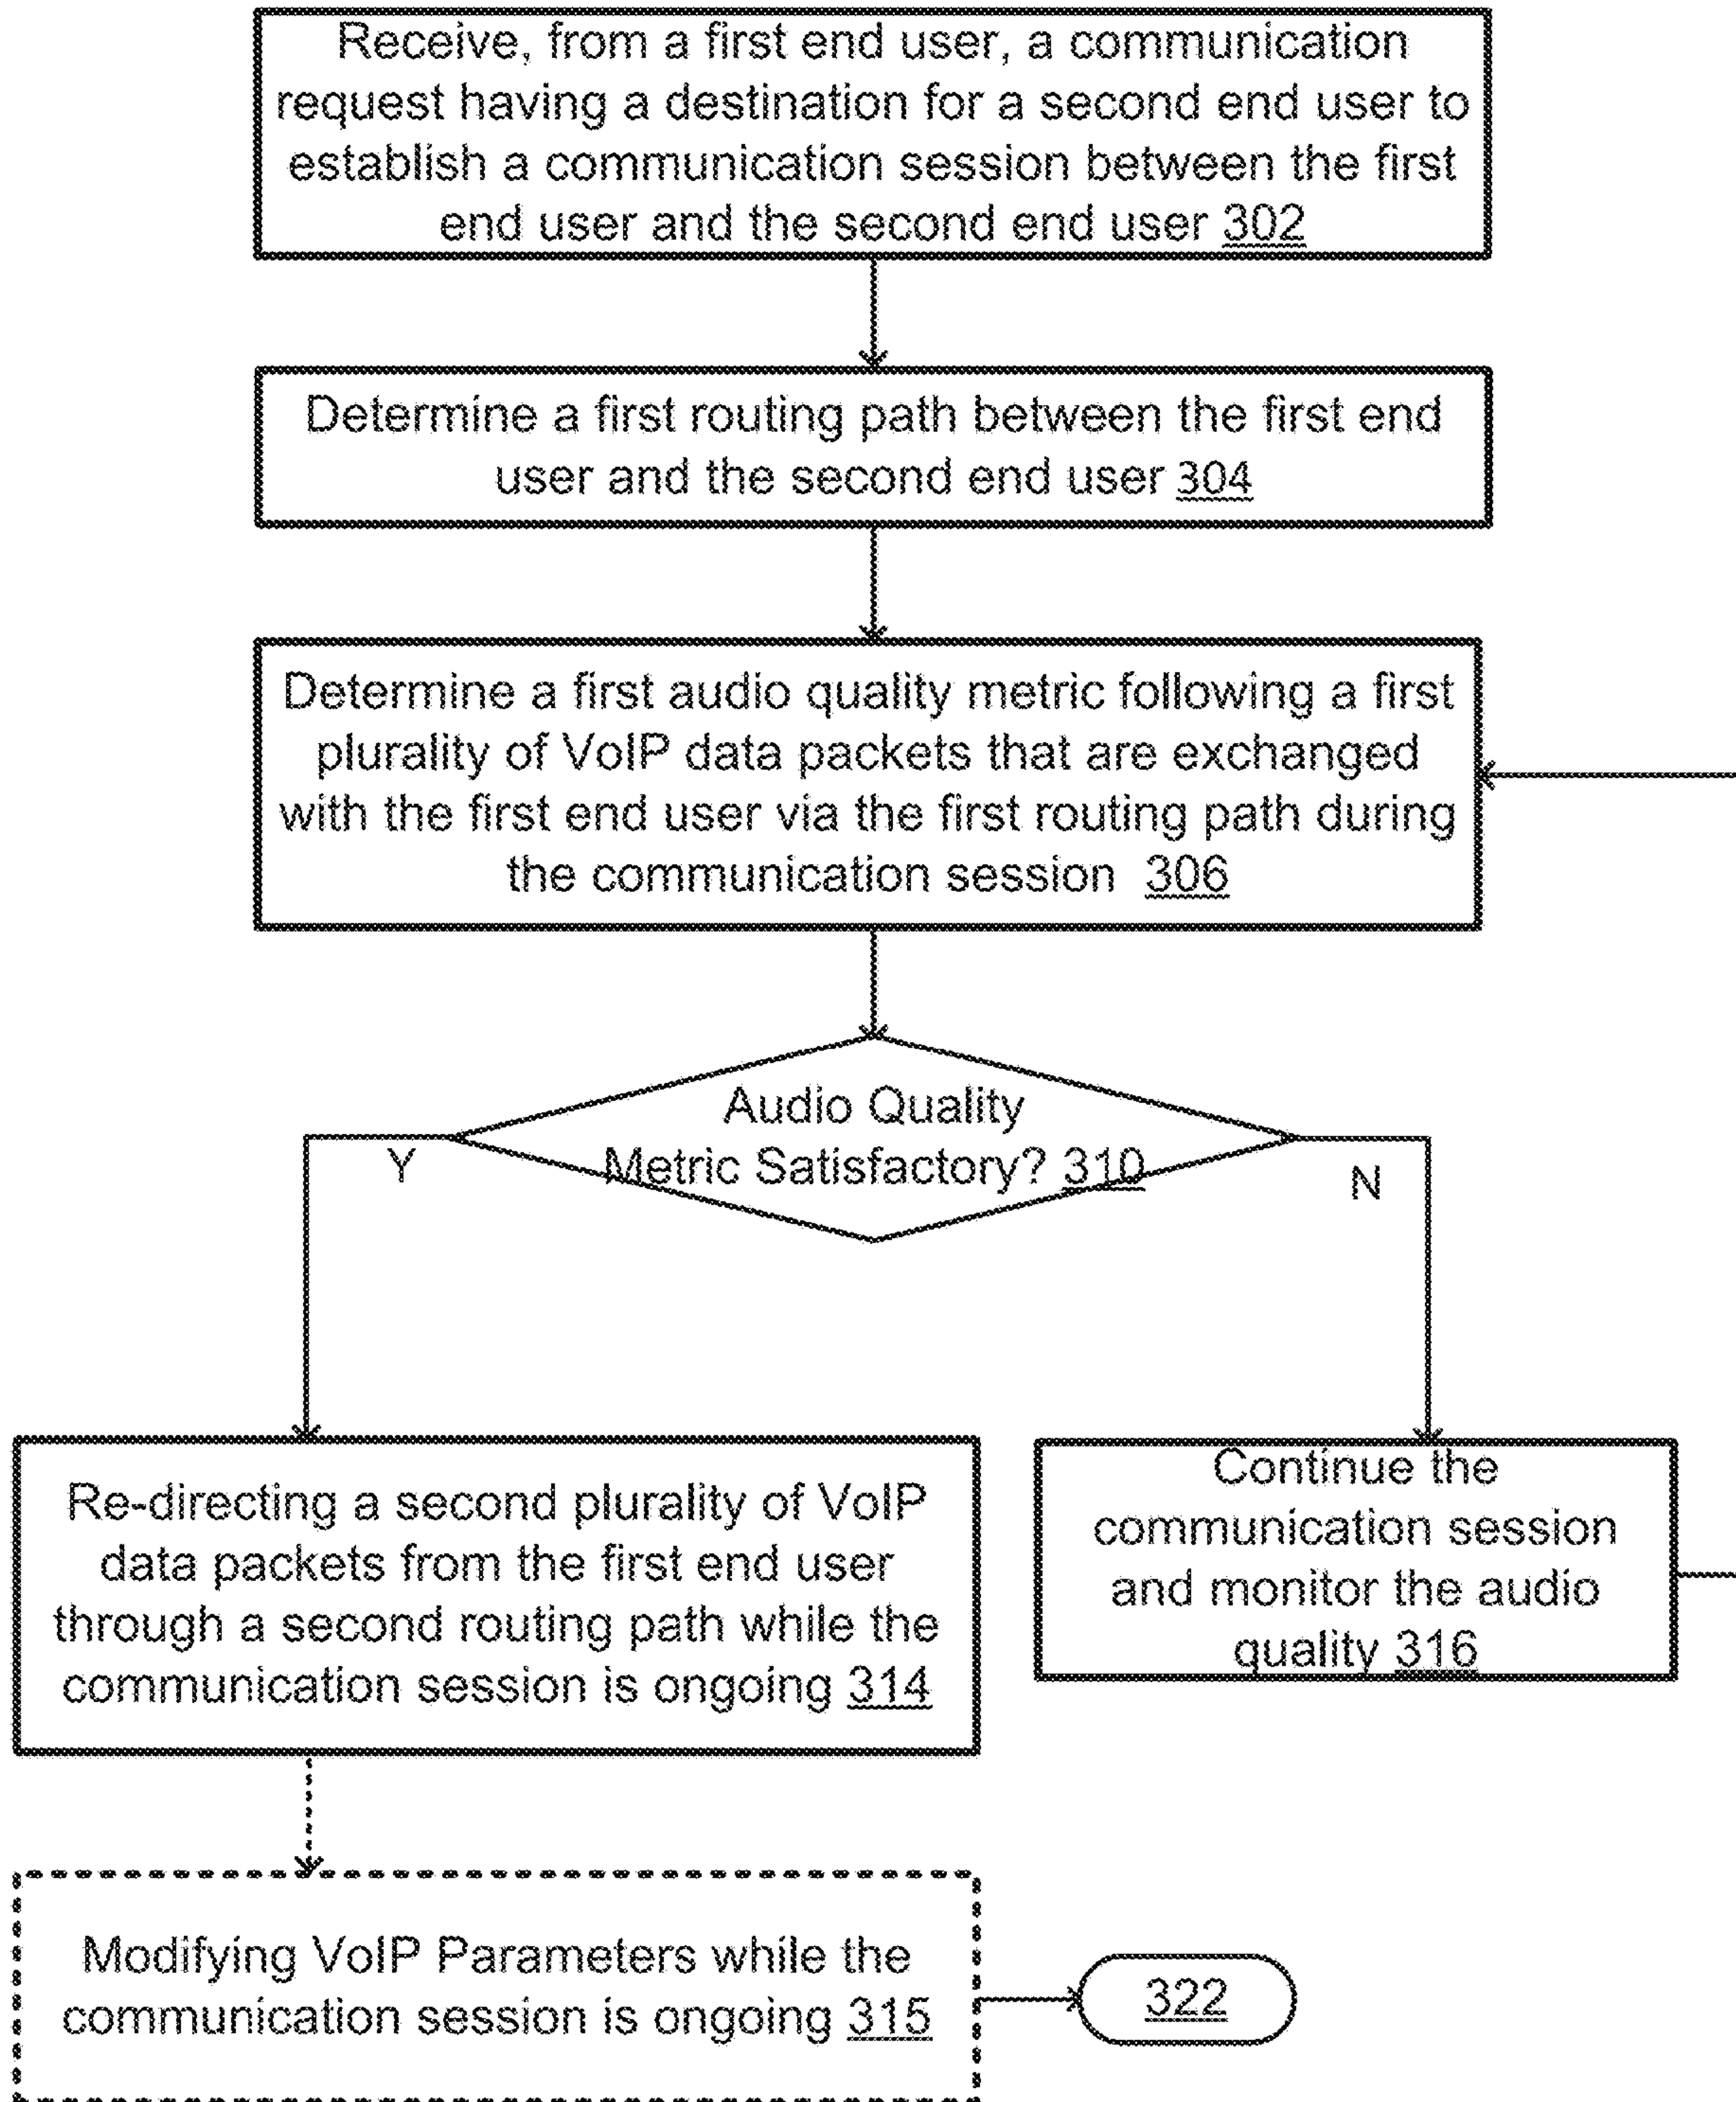 Receive, from a first end user, a communication
request having a destination for a second end user to
establish a communication session between the first
end user and the second end user 302
Determine a first routing path between the first end
user and the second end user 304
Determine a first audio quality metric following a first
plurality of VoIP data packets that are exchanged
with the first end user via the first routing path during
the communication session 306
Audio Quality
Metric Satisfactory? 310
Y
N
Re-directing a second plurality of VoIP
data packets from the first end user
through a second routing path while the
communication session is ongoing 314
Continue the
communication session
and monitor the audio
quality 316
Modifying VoIP Parameters while the
communication session is ongoing 315
322